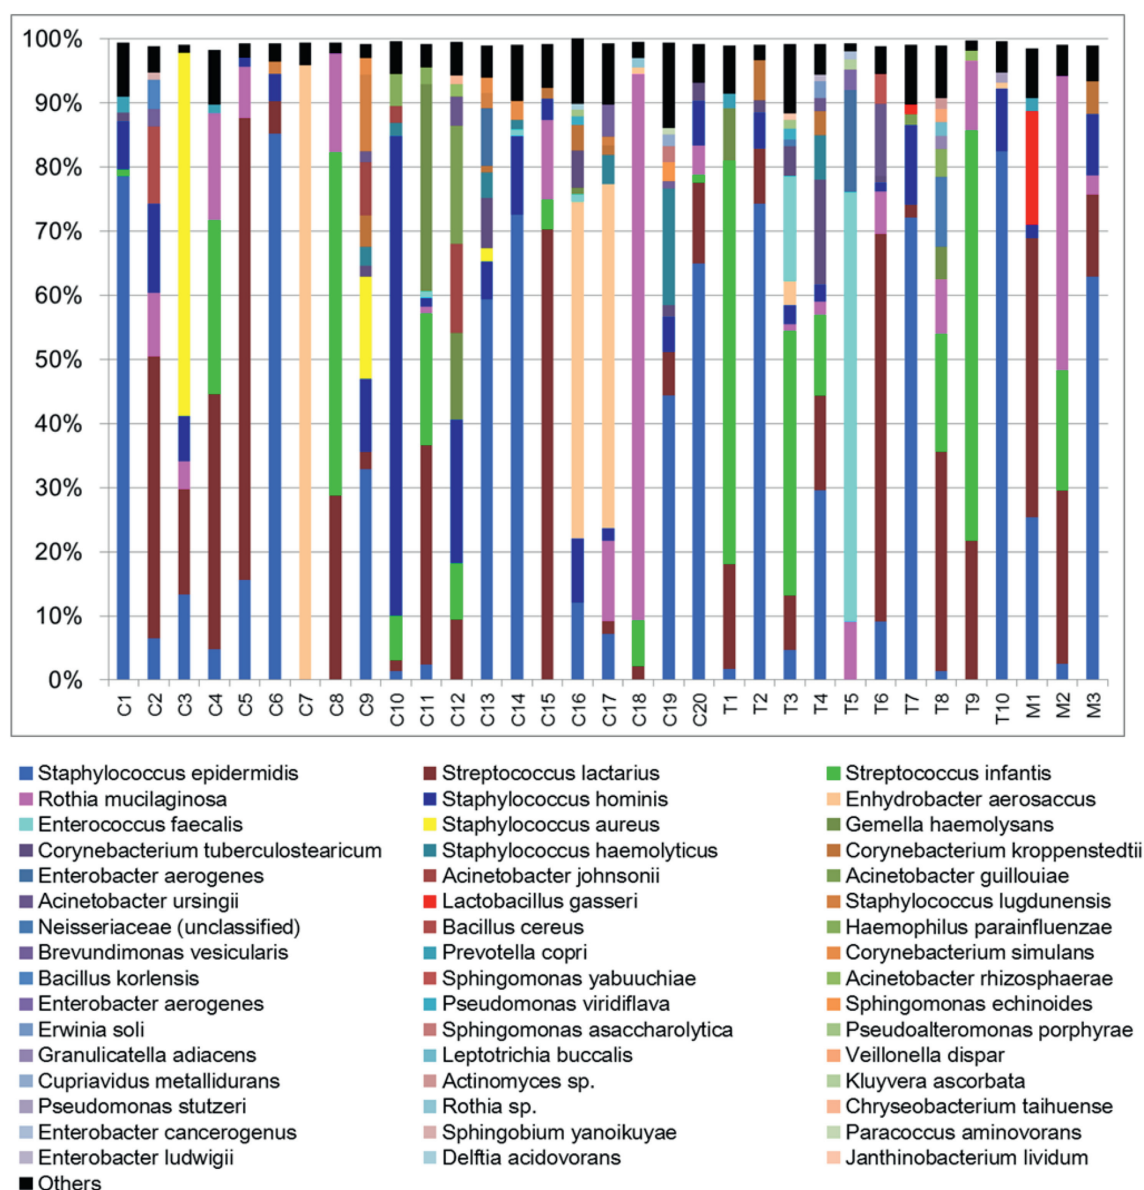 100%
90%
80%
70%
60%
50%
40%
30%
20%
10%
0%
C1 C2 C3 C4 C5 C6 C7 C8 C9 C10 C11 C12 C13 C14 C15 C16 C17 C18 C19 C20 T1 T2 T3 T4 T5 T6 T7 T8 T9 T10 M1 M2 M3
Staphylococcus epidermidis Streptococcus lactarius Streptococcus infantis
Rothia mucilaginosa Staphylococcus hominis Enhydrobacter aerosaccus
Enterococcus faecalis Staphylococcus aureus Gemella haemolysans
Corynebacterium tuberculostearicum Staphylococcus haemolyticus Corynebacterium kroppenstedtii
Enterobacter aerogenes Acinetobacter johnsonii Acinetobacter guillouiae
Acinetobacter ursingii Lactobacillus gasseri Staphylococcus lugdunensis
Neisseriaceae (unclassified) Bacillus cereus Haemophilus parainfluenzae
Brevundimonas vesicularis Prevotella copri Corynebacterium simulans
Bacillus korlensis Sphingomonas yabuuchiae Acinetobacter rhizosphaerae
Enterobacter aerogenes Pseudomonas viridiflava Sphingomonas echinoides
Erwinia soli Sphingomonas asaccharolytica Pseudoalteromonas porphyrae
Granulicatella adiacens Leptotrichia buccalis Veillonella dispar
Cupriavidus metallidurans Actinomyces sp. Kluyvera ascorbata
Pseudomonas stutzeri Rothia sp. Chryseobacterium taihuense
Enterobacter cancerogenus Sphingobium yanoikuyae Paracoccus aminovorans
Enterobacter ludwigii Delftia acidovorans Janthinobacterium lividum
Others